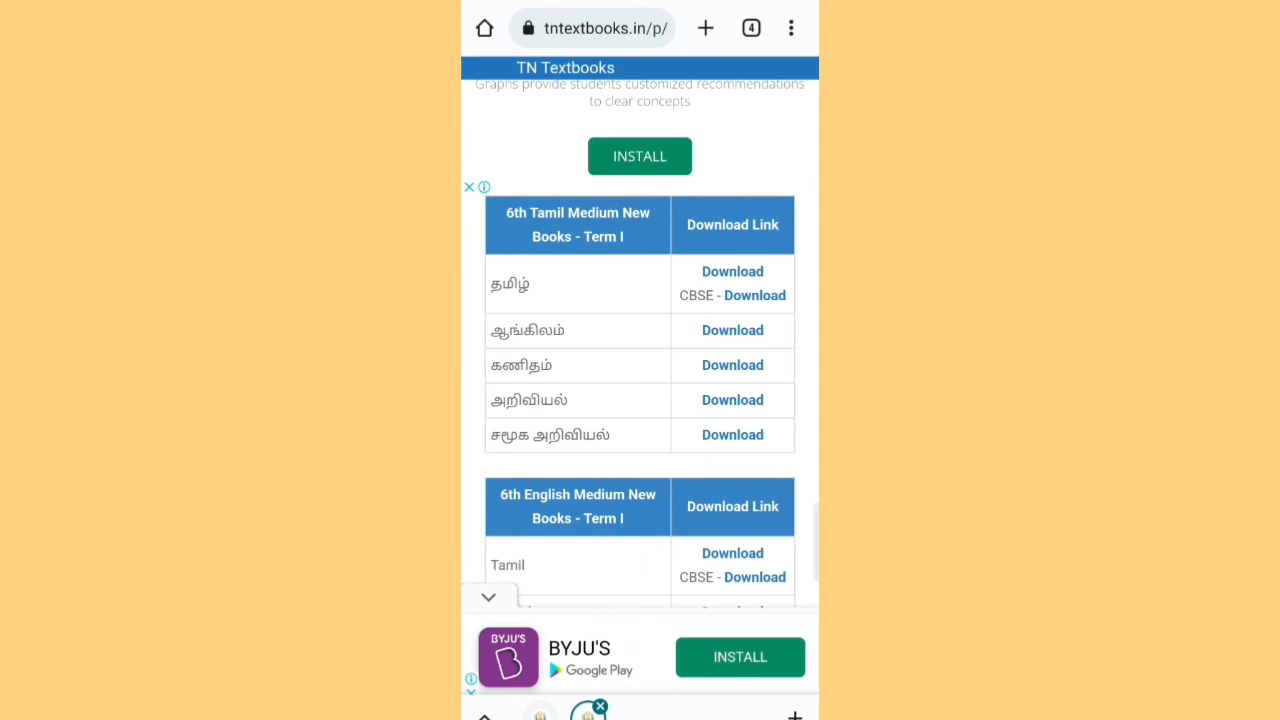 tntextbooks.in/p/
4
TN Textbooks
Graphs provide students customized recommendations
to clear concepts
INSTALL
6th Tamil Medium New
Books - Term I
Download Link
தமிழ்
Download
CBSE - Download
ஆங்கிலம்
Download
கணிதம்
Download
அறிவியல்
Download
சமூக அறிவியல்
Download
6th English Medium New
Books - Term I
Download Link
Tamil
Download
CBSE - Download
BYJU'S
BYJU'S
Google Play
INSTALL